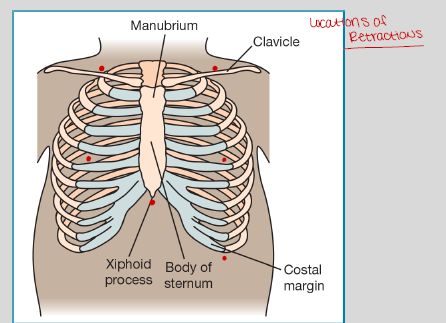 Manubrium
Clavicle
Locations of
Retractions
Xiphoid
process
Body of
sternum
Costal
margin